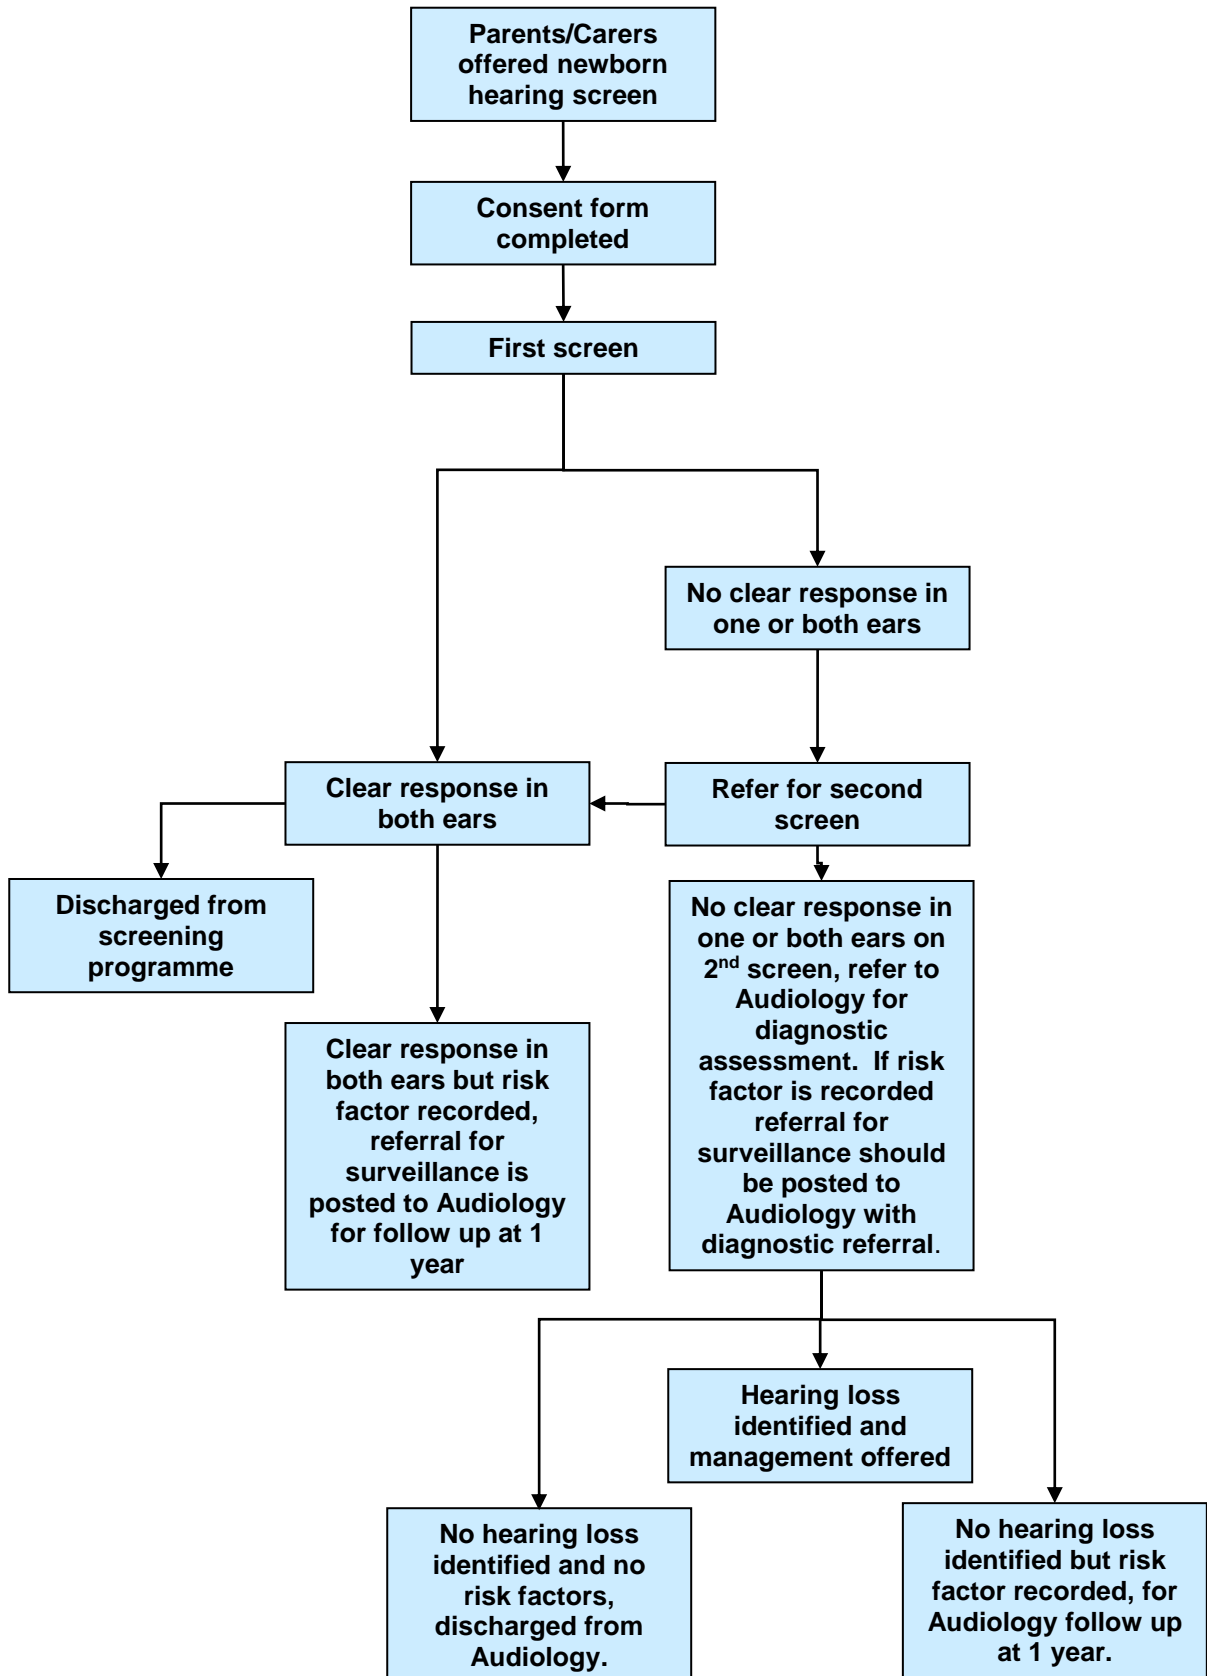 Parents/Carers
offered newborn
hearing screen
Consent form
completed
First screen
No clear response in
one or both ears
Clear response in
both ears
Refer for second
screen
Discharged from
screening
programme
No clear response in
one or both ears on
2nd screen, refer to
Audiology for
diagnostic
assessment.  If risk
factor is recorded
referral for
surveillance should
be posted to
Audiology with
diagnostic referral.
Clear response in
both ears but risk
factor recorded,
referral for
surveillance is
posted to Audiology
for follow up at 1
year
Hearing loss
identified and
management offered
No hearing loss
identified and no
risk factors,
discharged from
Audiology.
No hearing loss
identified but risk
factor recorded, for
Audiology follow up
at 1 year.